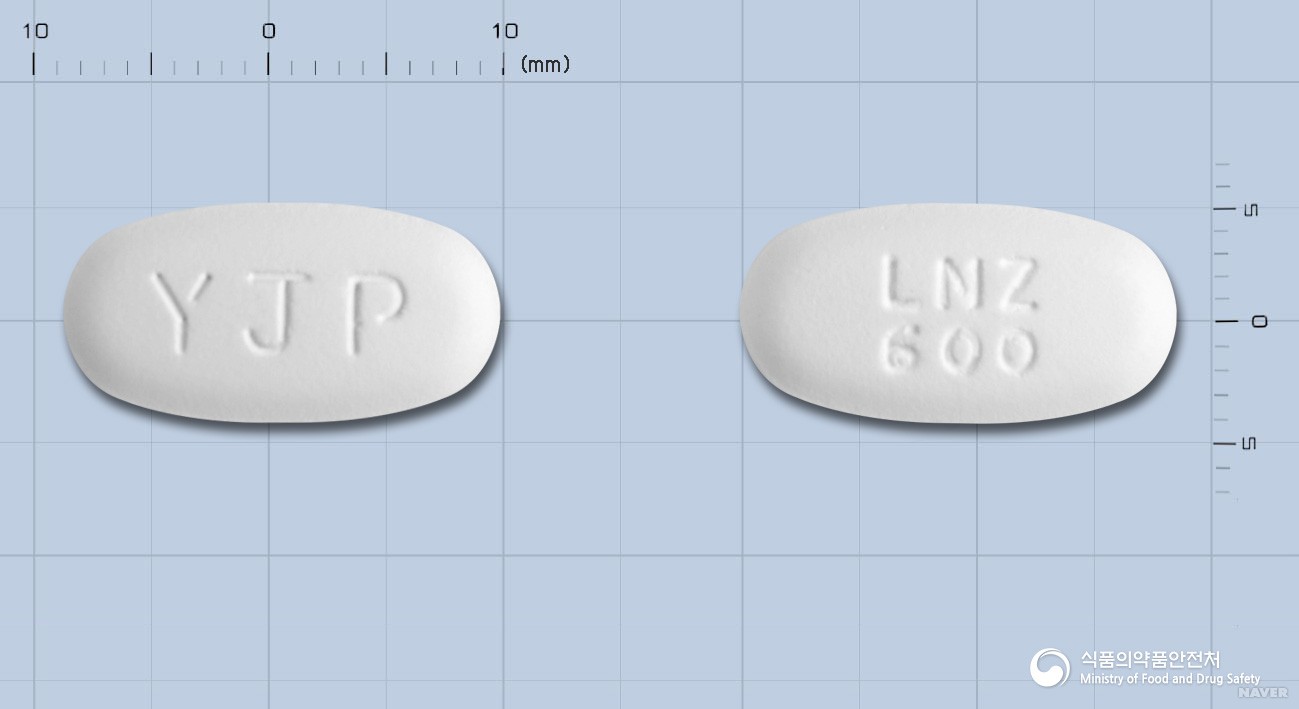 10 0 10
(mm)
YJP
LNZ
600
5
0
5
식품의약품안전처
Ministry of Food and Drug Safety
NAVER